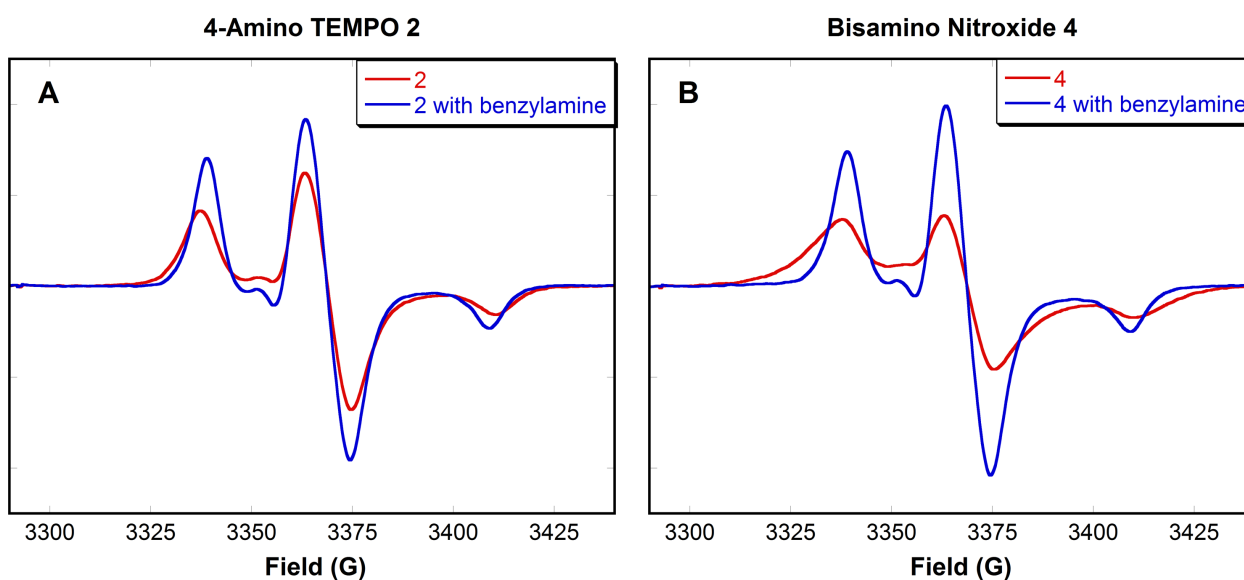 4-Amino TEMPO 2
Bisamino Nitroxide 4
A
2
2 with benzylamine
B
4
4 with benzylamine
3300 3325 3350 3375 3400 3425
3300 3325 3350 3375 3400 3425
Field (G)
Field (G)